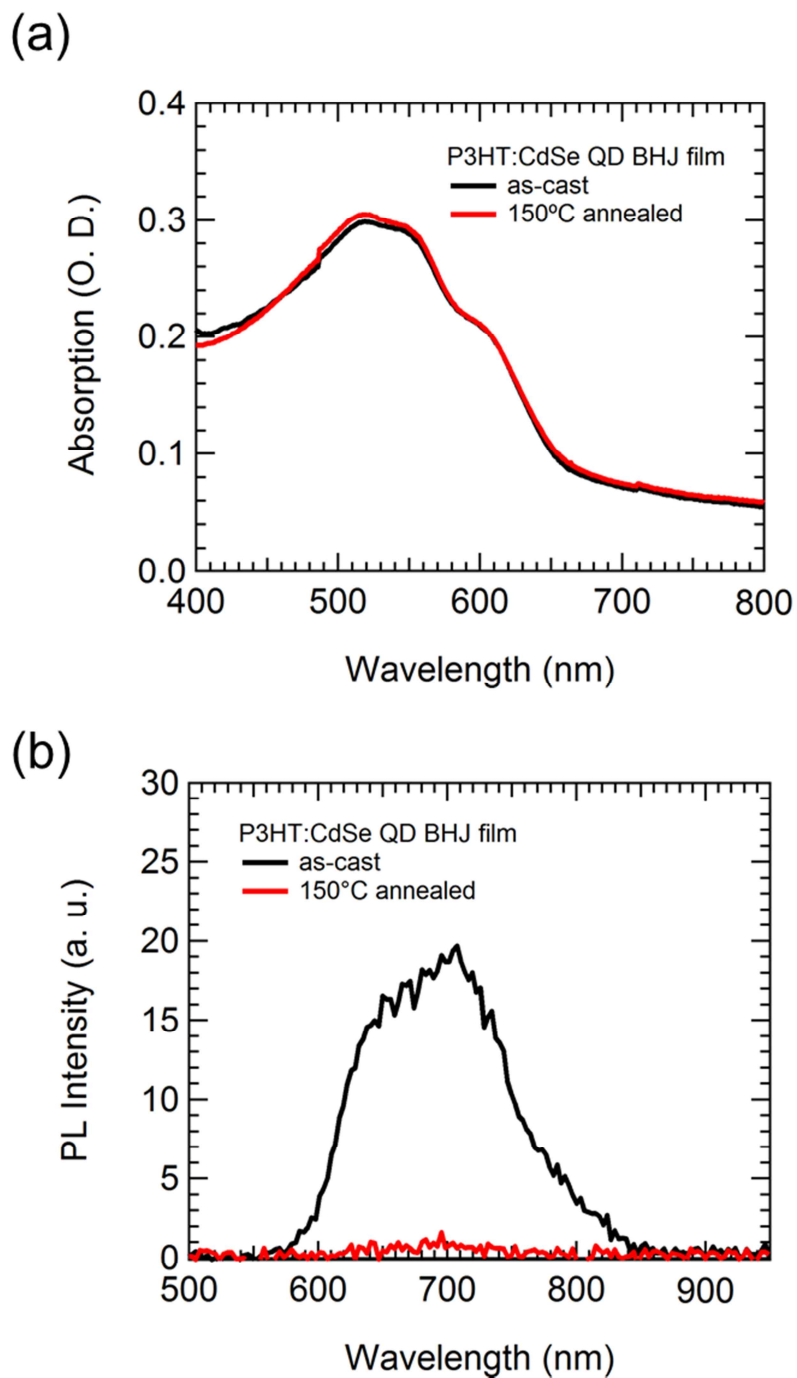 (a)
0.4
0.3
0.2
0.1
0.0
Absorption (O. D.)
P3HT:CdSe QD BHJ film
as-cast
150ºC annealed
400 500 600 700 800
Wavelength (nm)
(b)
30
25
20
15
10
5
0
PL Intensity (a. u.)
P3HT:CdSe QD BHJ film
as-cast
150°C annealed
500 600 700 800 900
Wavelength (nm)